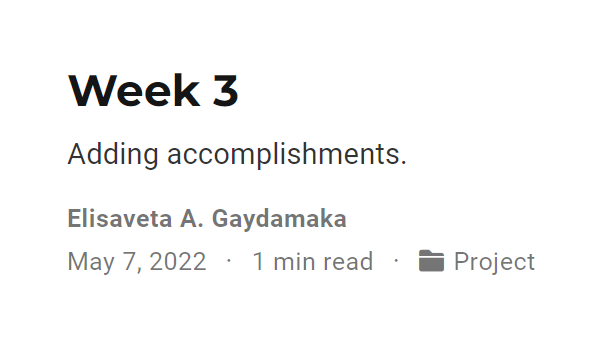 Week 3
Adding accomplishments.
Elisaveta A. Gaydamaka
May 7, 2022 · 1 min read · Project